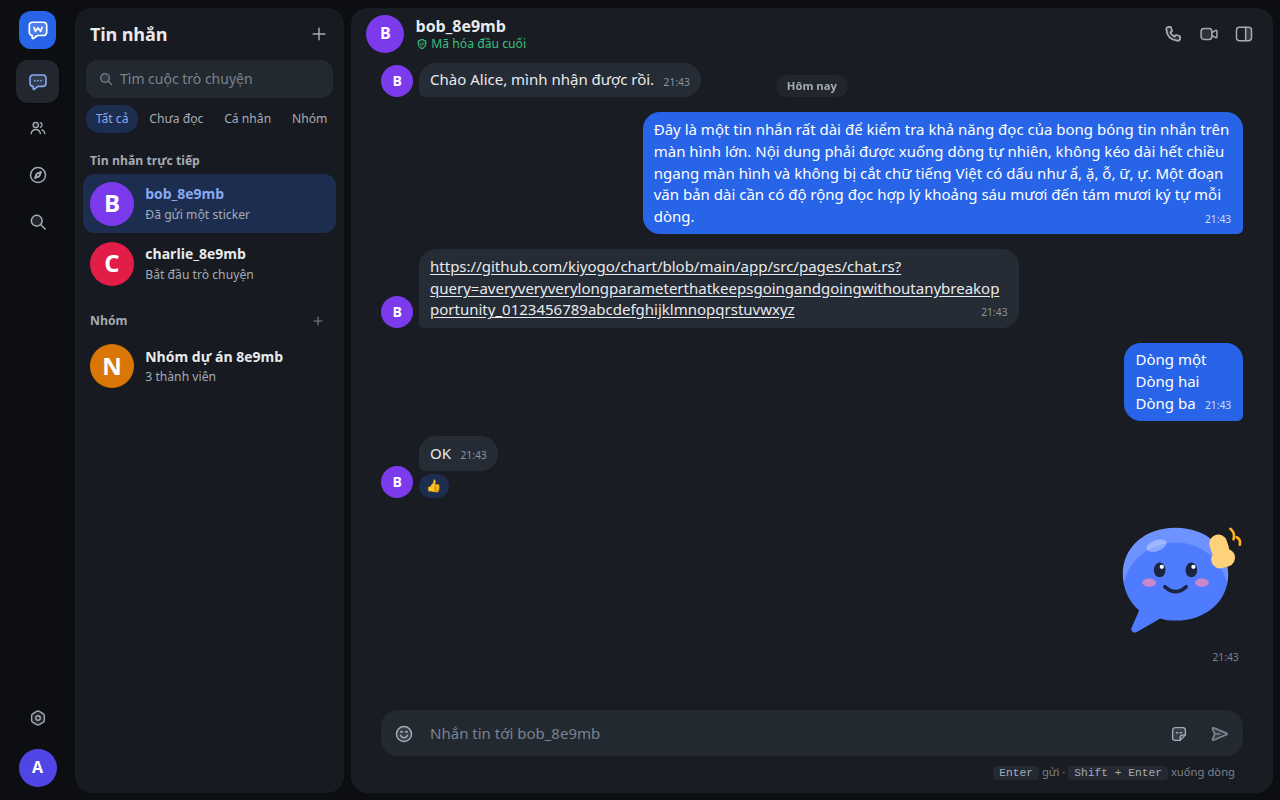 Tin nhắn
Tìm cuộc trò chuyện
Tất cả
Chưa đọc
Cá nhân
Nhóm
Tin nhắn trực tiếp
B
bob_8e9mb
Đã gửi một sticker
C
charlie_8e9mb
Bắt đầu trò chuyện
Nhóm
N
Nhóm dự án 8e9mb
3 thành viên
A
B
bob_8e9mb
Mã hóa đầu cuối
B
Chào Alice, mình nhận được rồi. 21:43
Hôm nay
Đây là một tin nhắn rất dài để kiểm tra khả năng đọc của bong bóng tin nhắn trên
màn hình lớn. Nội dung phải được xuống dòng tự nhiên, không kéo dài hết chiều
ngang màn hình và không bị cắt chữ tiếng Việt có dấu như ẩ, ặ, ỗ, ữ, ự. Một đoạn
văn bản dài cần có độ rộng đọc hợp lý khoảng sáu mươi đến tám mươi ký tự mỗi
dòng. 21:43
https://github.com/kiyogo/chart/blob/main/app/src/pages/chat.rs?
query=averyveryverylongparameterthatkeepsgoingandgoingwithoutanybreakop
portunity_0123456789abcdefghijklmnopqrstuvwxyz 21:43
B
Dòng một
Dòng hai
Dòng ba 21:43
OK 21:43
B
21:43
Nhắn tin tới bob_8e9mb
Enter gửi · Shift + Enter xuống dòng